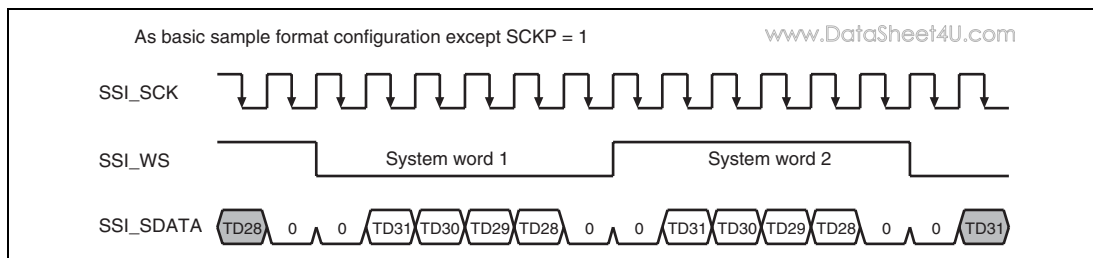 As basic sample format configuration except SCKP = 1
www.DataSheet4U.com
SSI_SCK
SSI_WS System word 1 System word 2
SSI_SDATA TD28 0 0 TD31 TD30 TD29 TD28 0 0 TD31 TD30 TD29 TD28 0 0 TD31